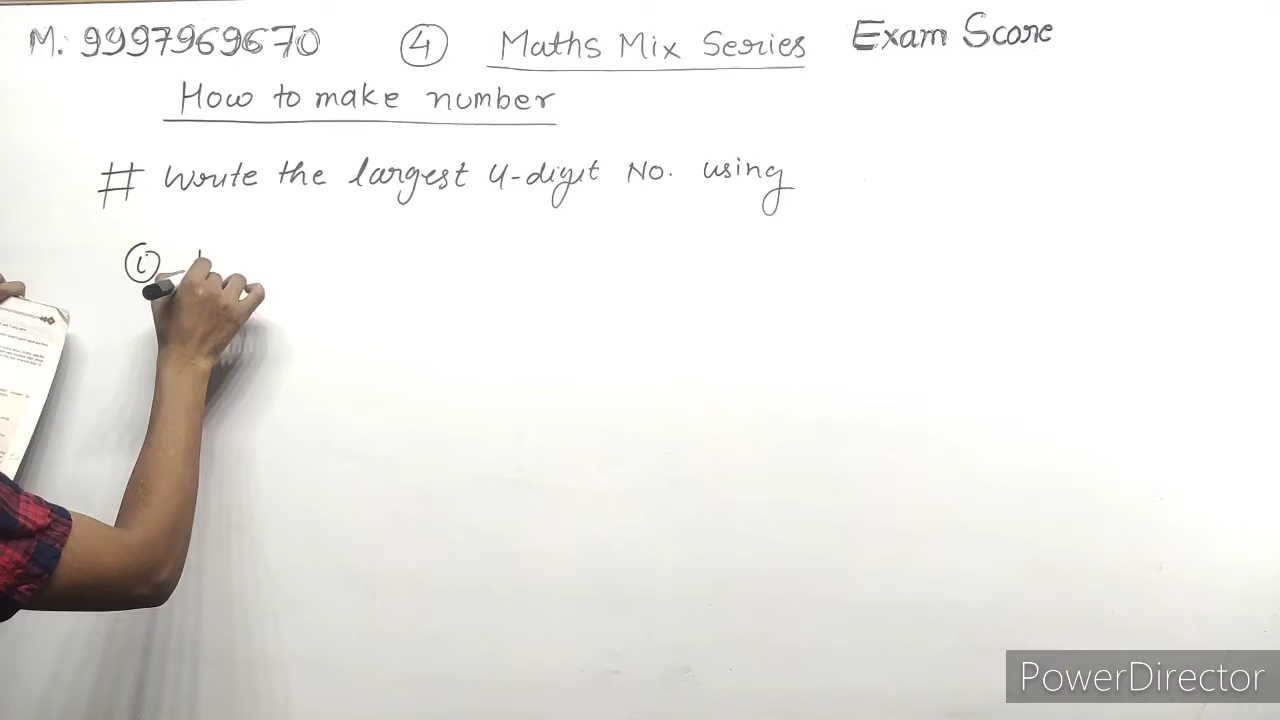 M. 9997969670 ④ Maths Mix Series Exam Score
How to make number
# Write the largest 4-digit No. using
(i)
PowerDirector